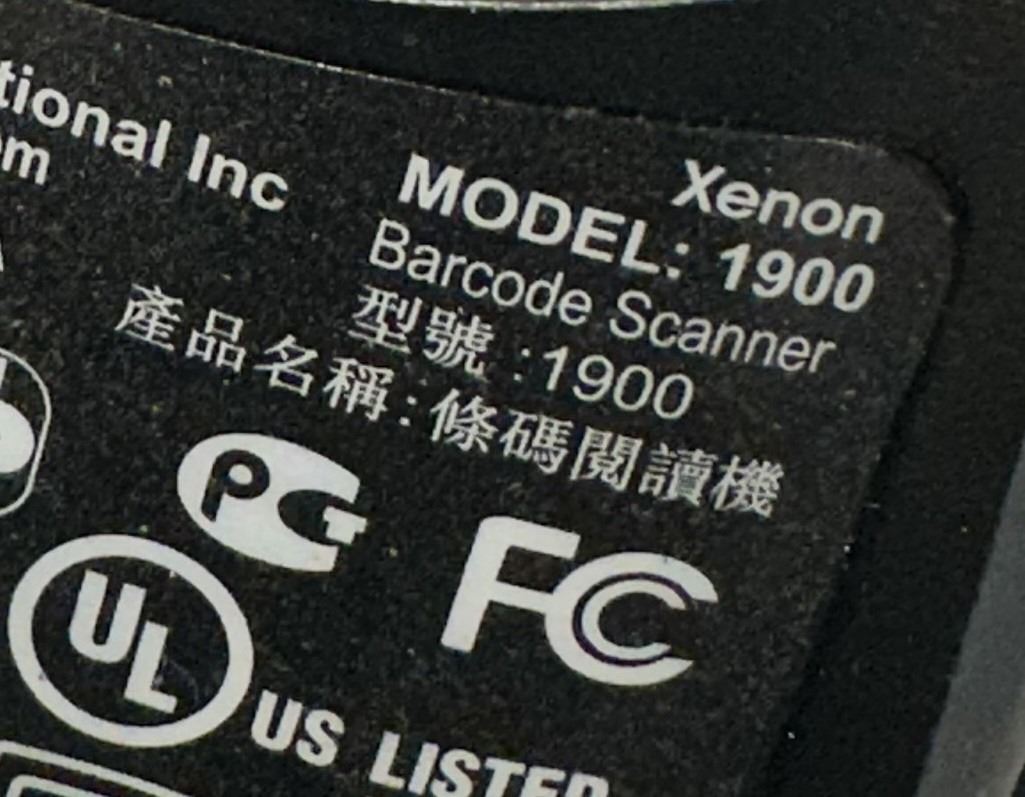 tional Inc
om
Xenon
MODEL: 1900
Barcode Scanner
型號 :1900
產品名稱:條碼閱讀機
PG
FC
UL
US LISTED